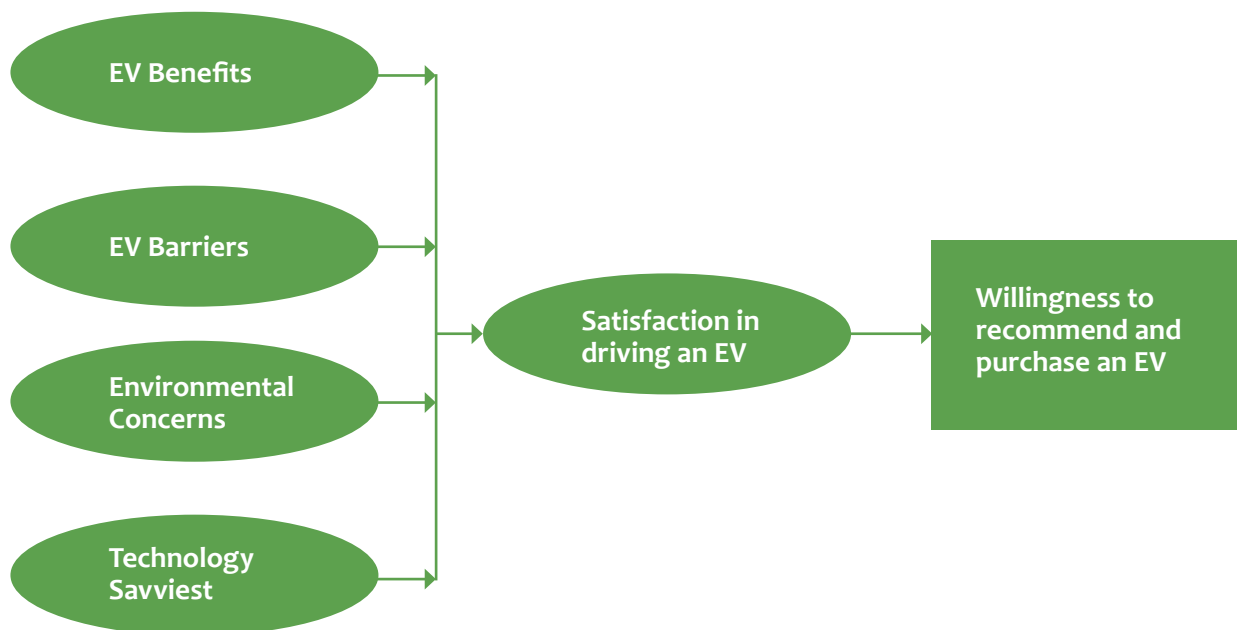 EV Benefits
EV Barriers
Environmental
Concerns
Technology
Savviest
Satisfaction in
driving an EV
Willingness to
recommend and
purchase an EV